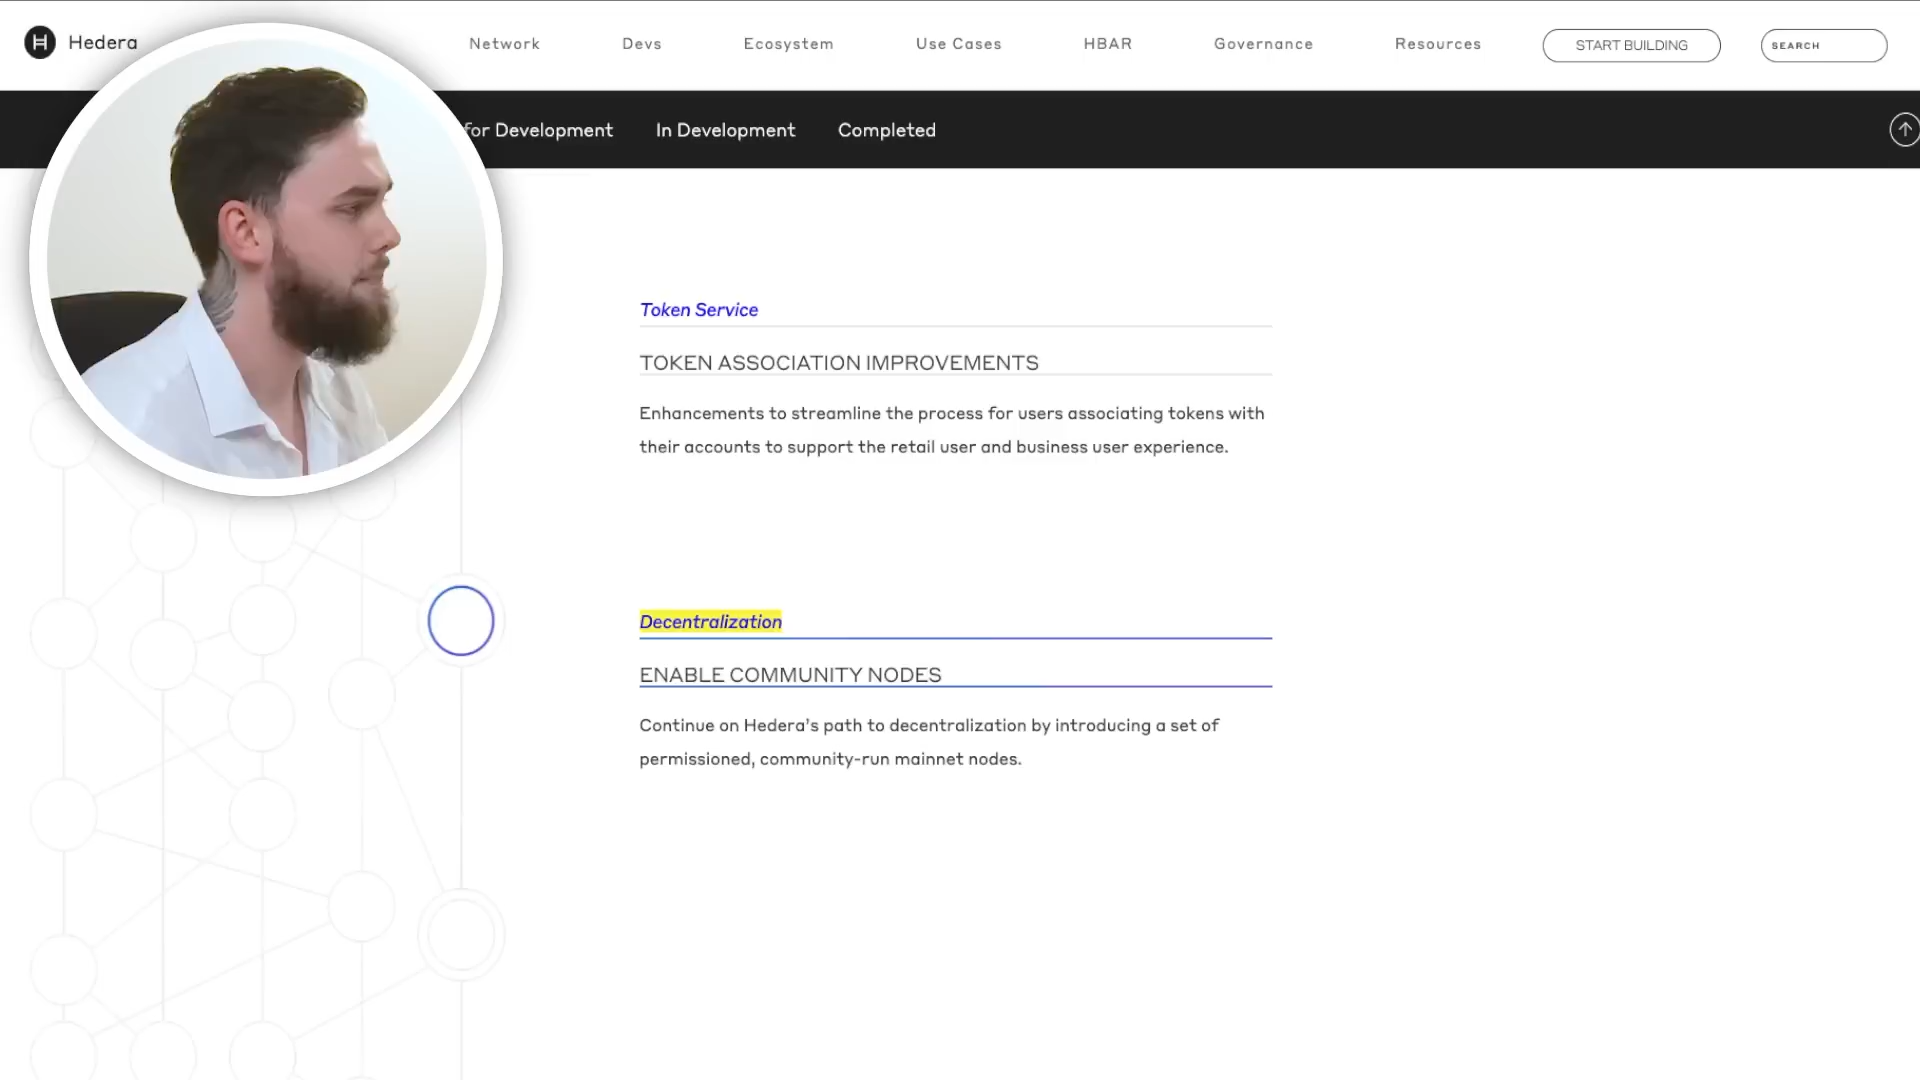 Hedera
Network
Devs
Ecosystem
Use Cases
HBAR
Governance
Resources
START BUILDING
SEARCH
for Development
In Development
Completed
Token Service
TOKEN ASSOCIATION IMPROVEMENTS
Enhancements to streamline the process for users associating tokens with
their accounts to support the retail user and business user experience.
Decentralization
ENABLE COMMUNITY NODES
Continue on Hedera’s path to decentralization by introducing a set of
permissioned, community-run mainnet nodes.